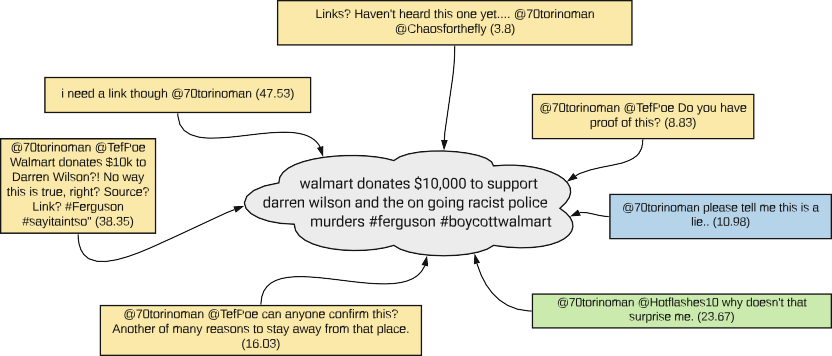 Links? Haven't heard this one yet.... @70torinoman
@Chaosforthefly (3.8)
i need a link though @70torinoman (47.53)
@70torinoman @TefPoe Do you have
proof of this? (8.83)
@70torinoman @TefPoe
Walmart donates $10k to
Darren Wilson?! No way
this is true, right? Source?
Link? #Ferguson
#sayitaintso" (38.35)
walmart donates $10,000 to support
darren wilson and the on going racist police
murders #ferguson #boycottwalmart
@70torinoman please tell me this is a
lie.. (10.98)
@70torinoman @TefPoe can anyone confirm this?
Another of many reasons to stay away from that place.
(16.03)
@70torinoman @Hotflashes10 why doesn't that
surprise me. (23.67)